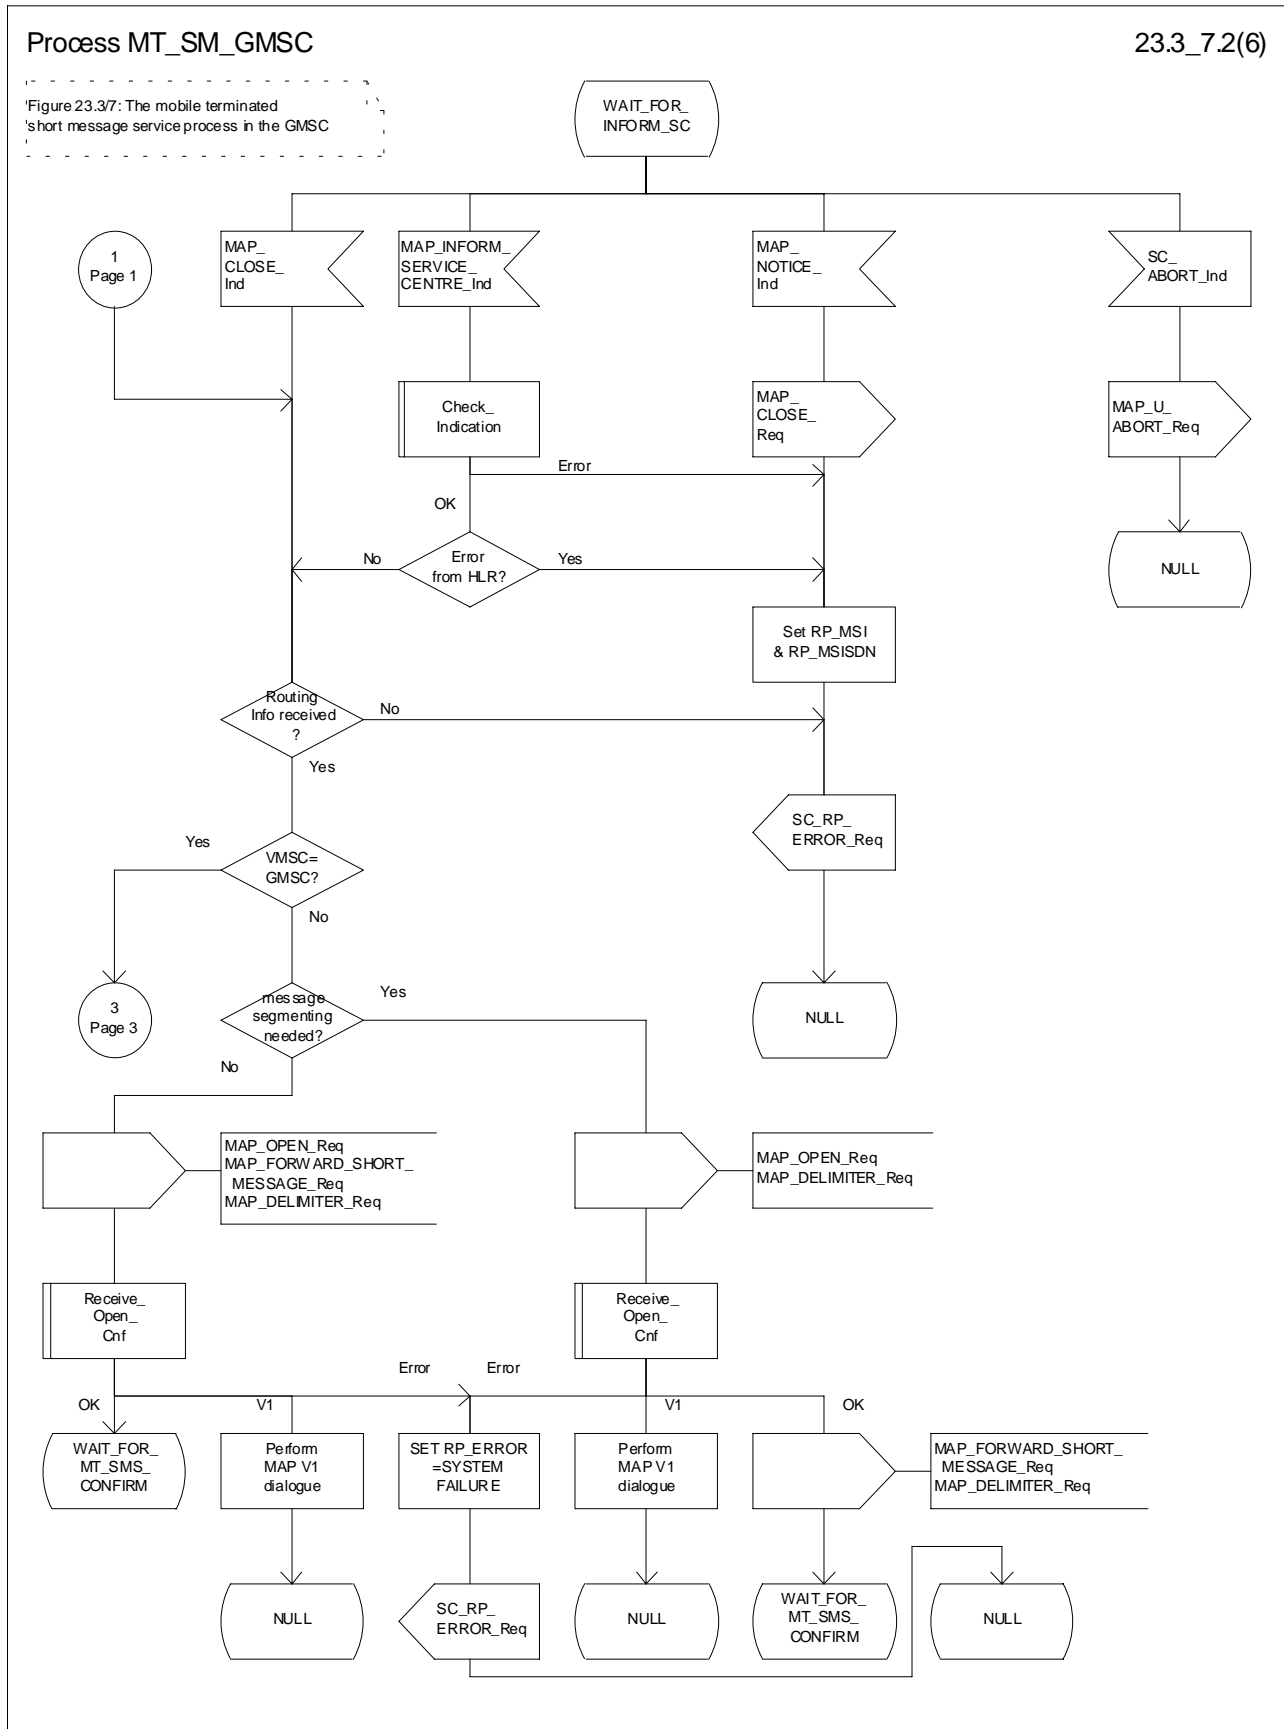 Process MT_SM_GMSC
23.3_7.2(6)
Figure 23.3/7: The mobile terminated
short message service process in the GMSC
WAIT_FOR_
INFORM_SC
1
Page 1
MAP_
CLOSE_
Ind
MAP_INFORM_
SERVICE_
CENTRE_Ind
MAP_
NOTICE_
Ind
SC_
ABORT_Ind
Check_
Indication
MAP_
CLOSE_
Req
MAP_U_
ABORT_Req
Error
OK
No
Error
from HLR?
Yes
NULL
Set RP_MSI
& RP_MSISDN
Routing
Info received
?
No
Yes
SC_RP_
ERROR_Req
Yes
VMSC=
GMSC?
No
3
Page 3
message
segmenting
needed?
Yes
NULL
No
MAP_OPEN_Req
MAP_FORWARD_SHORT_
MESSAGE_Req
MAP_DELIMITER_Req
MAP_OPEN_Req
MAP_DELIMITER_Req
Receive_
Open_
Cnf
Receive_
Open_
Cnf
Error
Error
OK
V1
V1
OK
WAIT_FOR_
MT_SMS_
CONFIRM
Perform
MAP V1
dialogue
SET RP_ERROR
=SYSTEM
FAILURE
Perform
MAP V1
dialogue
MAP_FORWARD_SHORT_
MESSAGE_Req
MAP_DELIMITER_Req
NULL
SC_RP_
ERROR_Req
NULL
WAIT_FOR_
MT_SMS_
CONFIRM
NULL